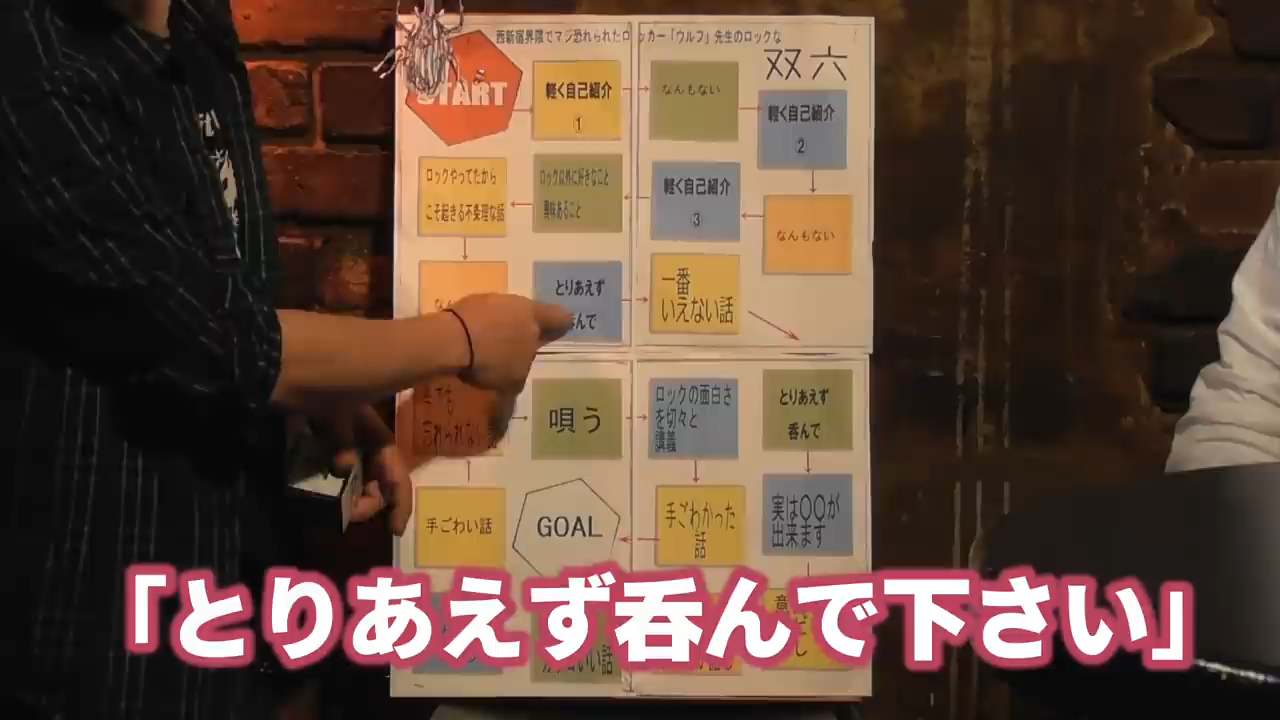 西新宿界隈でマジ恐れられたロッカー「ウルフ」先生のロックな
双六
START
軽く自己紹介
①
なんもない
軽く自己紹介
2
なんもない
軽く自己紹介
③
ロック以外に好きなこと
興味あること
ロックやってたから
こそ起きる不条理な話
とりあえず
んで
一番
いえない話
とりあえず
呑んで
実は〇〇が
出来ます
手ごわい話
唄う
ロックの面白さ
を切々と
講義
手ごわかった
話
GOAL
「とりあえず呑んで下さい」